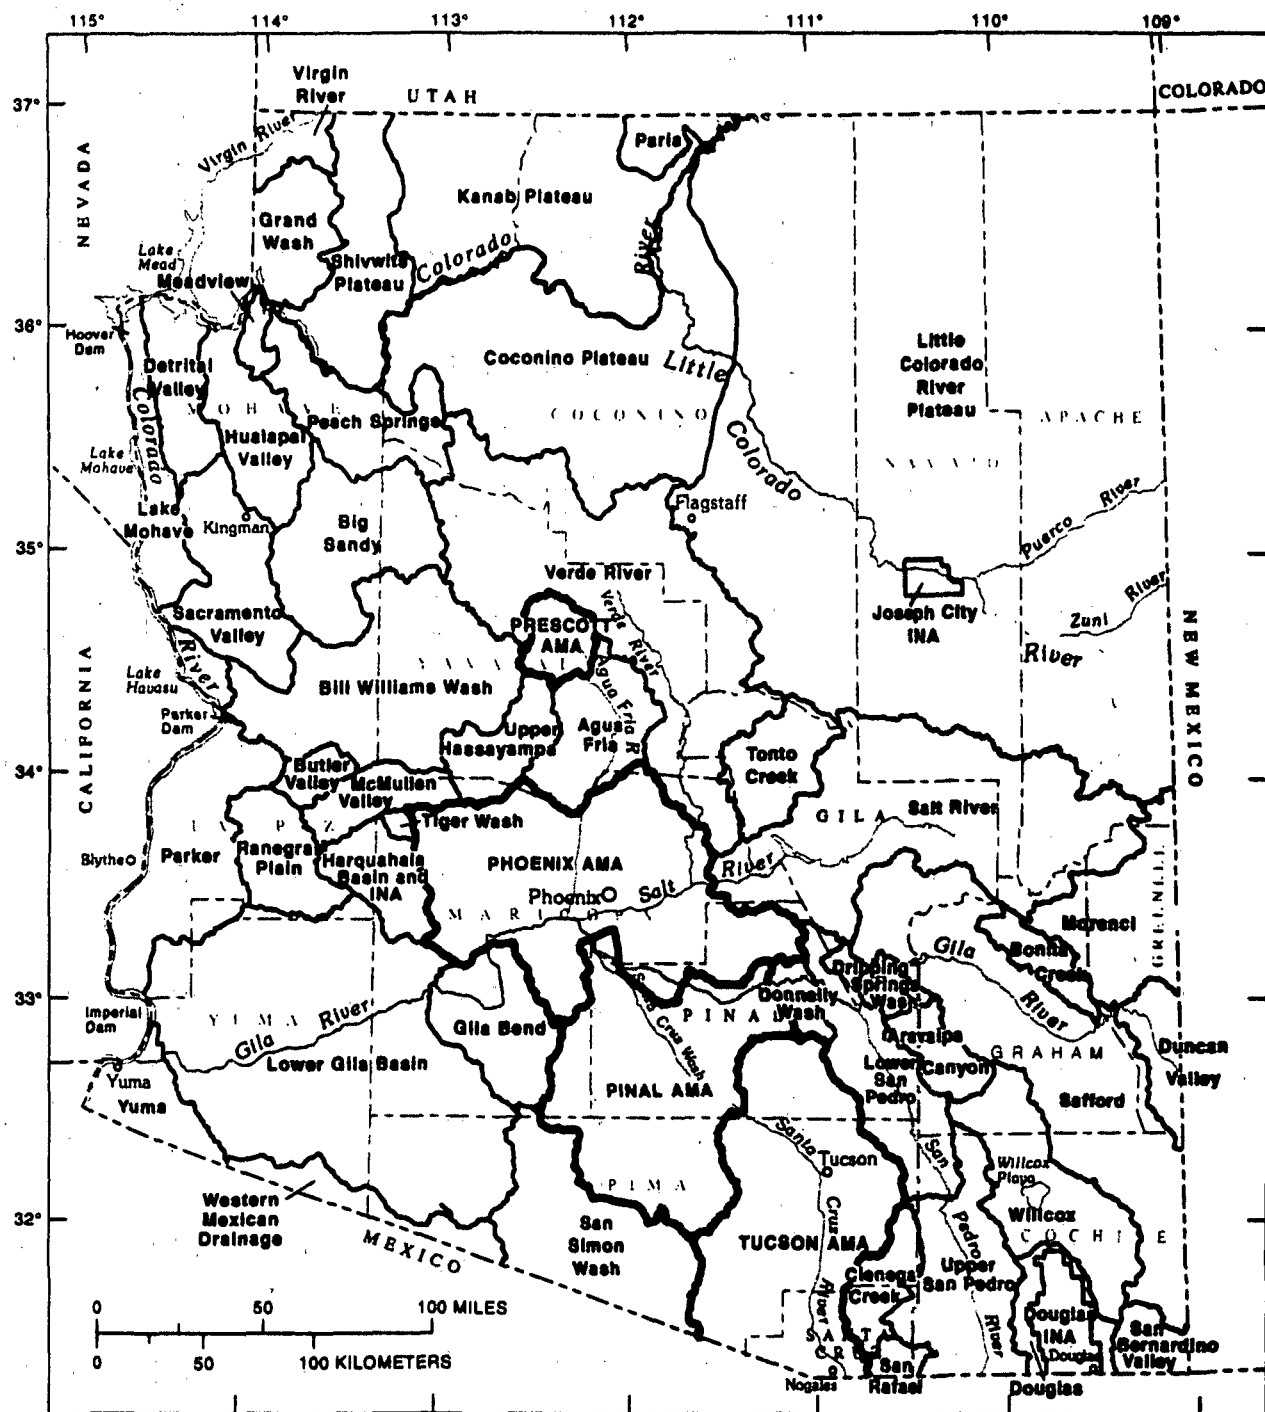 115°
114°
113°
112°
111°
110°
109°
COLORADO
37°
Virgin
River
UTAH
NEVADA
Virgin River
Paria
Kanab Plateau
Grand
Wash
Lake
Mead
Meadview
Shivwits
Plateau
Colorado
River
36°
Hoover
Dam
Detrital
Valley
Coconino Plateau
Little
Little
Colorado
River
Plateau
MOHAVE
COCONINO
APACHE
NAVAJO
Colorado
Peach Springs
Hualapai
Valley
Colorado
Lake
Mohave
Lake
Mohave
Kingman
Big
Sandy
Flagstaff
Puerco River
35°
Verde River
Joseph City
INA
Zuni River
River
NEW MEXICO
Sacramento
Valley
PRESCOTT
AMA
Verde River
YAVAPAI
CALIFORNIA
River
Lake
Havasu
Bill Williams Wash
Agua Fria R
Parker
Dam
Upper
Hassayampa
Agua
Fria
Tonto
Creek
34°
Butler
Valley
McMullen
Valley
Tiger Wash
GILA
Salt River
LA PAZ
Blythe
Parker
Ranegras
Plain
Harquahala
Basin and
INA
PHOENIX AMA
Phoenix
Salt River
MARICOPA
Morenci
GREENLEE
Bonita
Creek
Gila River
33°
Imperial
Dam
YUMA
Gila River
Gila Bend
Santa Cruz Wash
PINAL
Donnelly
Wash
Dripping
Springs
Wash
Aravaipa
Canyon
GRAHAM
Duncan
Valley
Lower Gila Basin
PINAL AMA
Lower
San
Pedro
Safford
Yuma
Yuma
Santa Cruz River
Tucson
San Pedro River
Willcox
Playa
Willcox
COCHISE
32°
Western
Mexican
Drainage
MEXICO
PIMA
San
Simon
Wash
TUCSON AMA
Cienega
Creek
Upper
San Pedro
SANTA
CRUZ
Nogales
San
Rafael
Douglas
INA
Douglas
Douglas
San
Bernardino
Valley
0 50 100 MILES
0 50 100 KILOMETERS